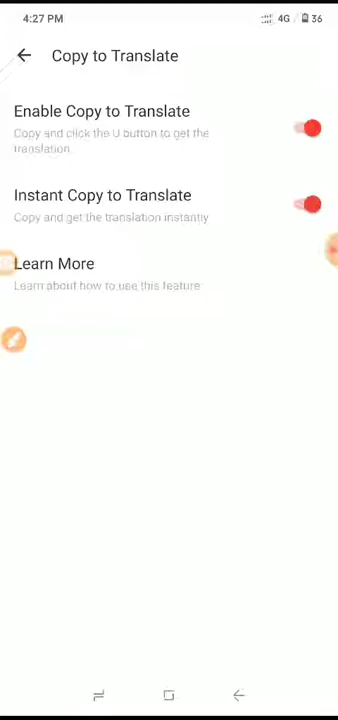 4:27 PM
4G 36
Copy to Translate
Enable Copy to Translate
Copy and click the U button to get the
translation.
Instant Copy to Translate
Copy and get the translation instantly
Learn More
Learn about how to use this feature